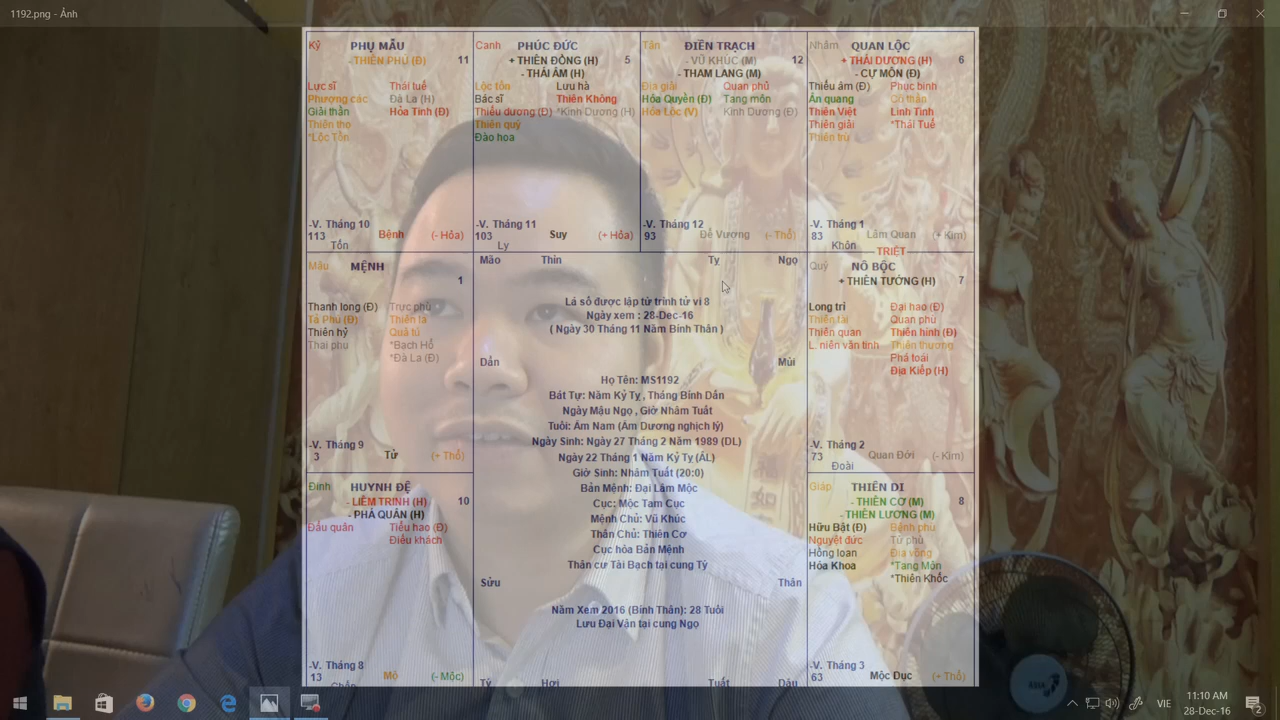 1192.png - Ảnh
Kỷ PHỤ MẪU 11
- THIÊN PHỦ (Đ)
Lực sĩ Thái tuế
Phượng các Đà La (H)
Giải thần Hỏa Tinh (Đ)
Thiên thọ
*Lộc Tồn
-V. Tháng 10
113 Bệnh (- Hỏa)
Tốn
Canh PHÚC ĐỨC 5
+ THIÊN ĐỒNG (H)
- THÁI ÂM (H)
Lộc tồn Lưu hà
Bác sĩ Thiên Không
Thiếu dương (Đ) *Kình Dương (H)
Thiên quý
Đào hoa
-V. Tháng 11
103 Suy (+ Hỏa)
Ly
Tân ĐIỀN TRẠCH 12
- VŨ KHÚC (M)
- THAM LANG (M)
Địa giải Quan phủ
Hóa Quyền (Đ) Tang môn
Hóa Lộc (V) Kình Dương (Đ)
-V. Tháng 12
93 Đế Vượng (- Thổ)
Nhâm QUAN LỘC 6
+ THÁI DƯƠNG (H)
- CỰ MÔN (Đ)
Thiếu âm (Đ) Phục binh
Ân quang Cô thần
Thiên Việt Linh Tinh
Thiên giải *Thái Tuế
Thiên trù
-V. Tháng 1
83 Lâm Quan (+ Kim)
Khôn
TRIỆT
Mậu MỆNH 1
Thanh long (Đ) Trực phù
Tả Phù (Đ) Thiên la
Thiên hỷ Quả tú
Thai phụ *Bạch Hổ
*Đà La (Đ)
-V. Tháng 9
3 Tử (+ Thổ)
Mão Thìn Tỵ Ngọ
Lá số được lập từ trình tử vi 8
Ngày xem : 28-Dec-16
( Ngày 30 Tháng 11 Năm Bính Thân )
Dần Mùi
Họ Tên: MS1192
Bát Tự: Năm Kỷ Tỵ , Tháng Bính Dần
Ngày Mậu Ngọ , Giờ Nhâm Tuất
Tuổi: Âm Nam (Âm Dương nghịch lý)
Ngày Sinh: Ngày 27 Tháng 2 Năm 1989 (DL)
Ngày 22 Tháng 1 Năm Kỷ Tỵ (ÂL)
Giờ Sinh: Nhâm Tuất (20:0)
Bản Mệnh: Đại Lâm Mộc
Cục: Mộc Tam Cục
Mệnh Chủ: Vũ Khúc
Thân Chủ: Thiên Cơ
Cục hòa Bản Mệnh
Thân cư Tài Bạch tại cung Tý
Sửu Thân
Năm Xem 2016 (Bính Thân): 28 Tuổi
Lưu Đại Vận tại cung Ngọ
Tý Hợi Tuất Dậu
Quý NÔ BỘC 7
+ THIÊN TƯỚNG (H)
Long trì Đại hao (Đ)
Thiên tài Quan phù
Thiên quan Thiên hình (Đ)
L. niên văn tinh Thiên thương
Phá toái
Địa Kiếp (H)
-V. Tháng 2
73 Quan Đới (- Kim)
Đoài
Đinh HUYNH ĐỆ 10
- LIÊM TRINH (H)
- PHÁ QUÂN (H)
Đẩu quân Tiểu hao (Đ)
Điếu khách
-V. Tháng 8
13 Mộ (- Mộc)
Chấn
Giáp THIÊN DI 8
- THIÊN CƠ (M)
- THIÊN LƯƠNG (M)
Hữu Bật (Đ) Bệnh phù
Nguyệt đức Tử phù
Hồng loan Địa võng
Hóa Khoa *Tang Môn
*Thiên Khốc
-V. Tháng 3
63 Mộc Dục (+ Thổ)
ASIA
VIE
11:10 AM
28-Dec-16
2